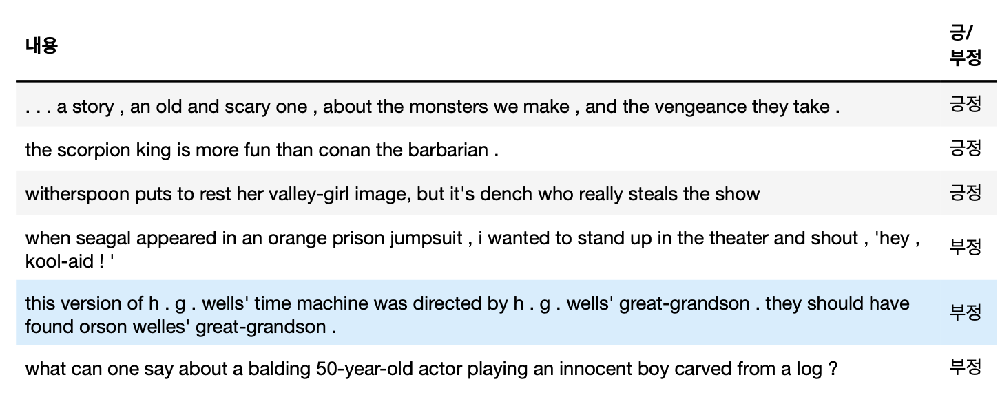 내용
긍/
부정
. . . a story , an old and scary one , about the monsters we make , and the vengeance they take .
긍정
the scorpion king is more fun than conan the barbarian .
긍정
witherspoon puts to rest her valley-girl image, but it's dench who really steals the show
긍정
when seagal appeared in an orange prison jumpsuit , i wanted to stand up in the theater and shout , 'hey ,
kool-aid ! '
부정
this version of h . g . wells' time machine was directed by h . g . wells' great-grandson . they should have
found orson welles' great-grandson .
부정
what can one say about a balding 50-year-old actor playing an innocent boy carved from a log ?
부정